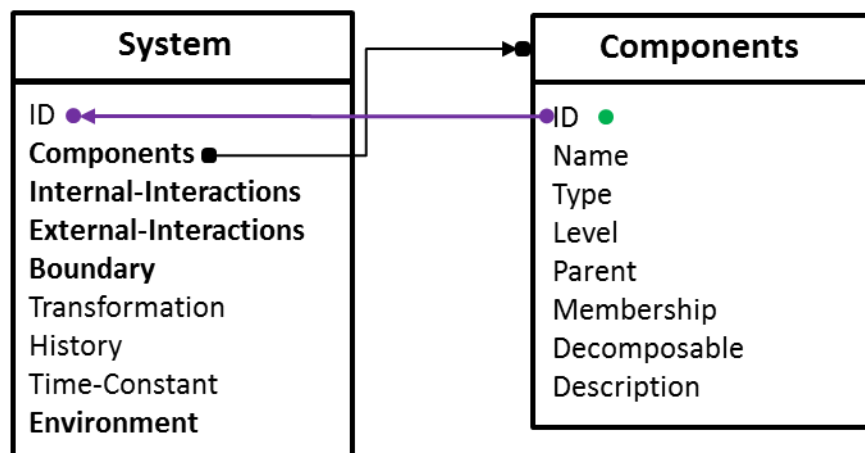 System
ID
Components
Internal-Interactions
External-Interactions
Boundary
Transformation
History
Time-Constant
Environment
Components
ID
Name
Type
Level
Parent
Membership
Decomposable
Description